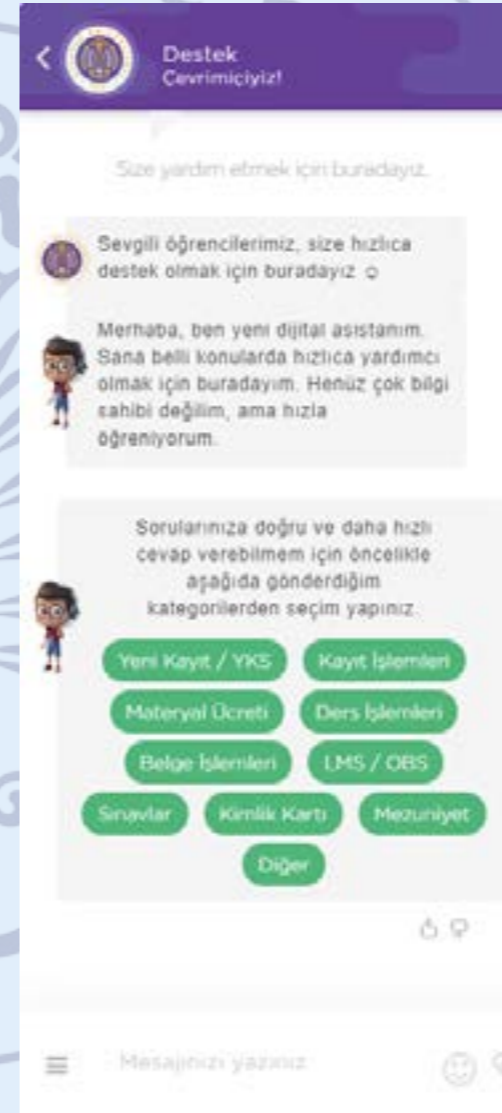 Destek
Çevrimiçiyiz!
Size yardım etmek için buradayız.
Sevgili öğrencilerimiz, size hızlıca
destek olmak için buradayız ☺
Merhaba, ben yeni dijital asistanım.
Sana belli konularda hızlıca yardımcı
olmak için buradayım. Henüz çok bilgi
sahibi değilim, ama hızla
öğreniyorum.
Sorularınıza doğru ve daha hızlı
cevap verebilmem için öncelikle
aşağıda gönderdiğim
kategorilerden seçim yapınız
Yeni Kayıt / YKS Kayıt İşlemleri
Materyal Ücreti Ders İşlemleri
Belge İşlemleri LMS / OBS
Sınavlar Kimlik Kartı Mezuniyet
Diğer
Mesajınızı yazınız